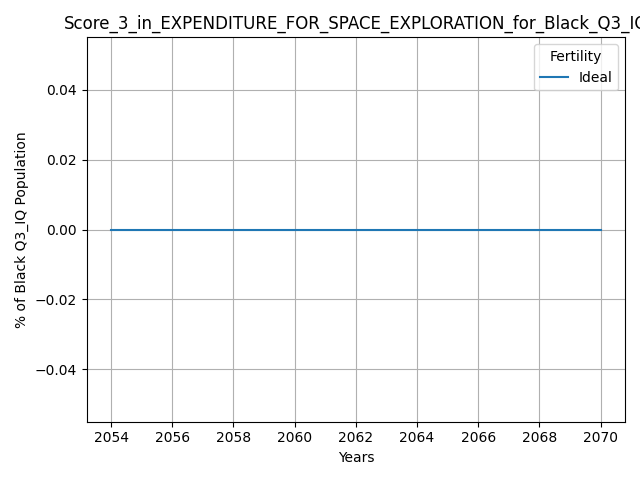 Score_3_in_EXPENDITURE_FOR_SPACE_EXPLORATION_for_Black_Q3_IQ
Fertility
Ideal
0.04
0.02
0.00
−0.02
−0.04
% of Black Q3_IQ Population
2054 2056 2058 2060 2062 2064 2066 2068 2070
Years